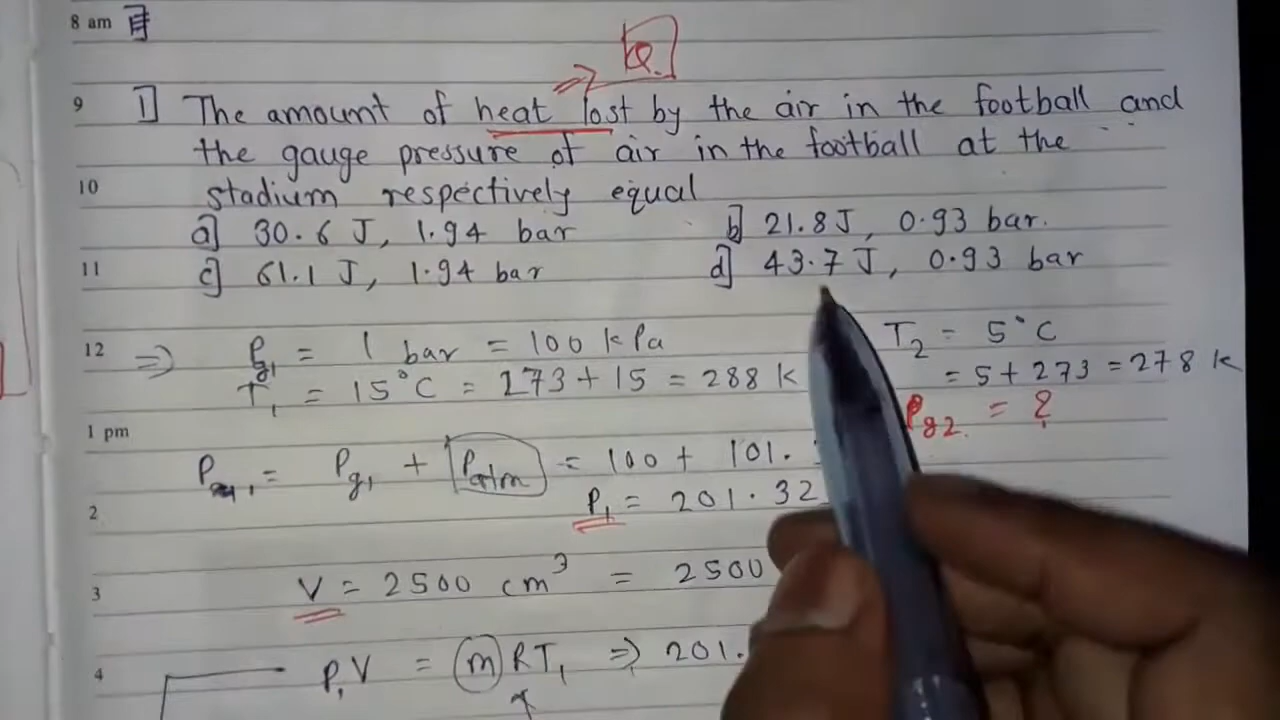 8 am
Q.
9 1] The amount of heat lost by the air in the football and
the gauge pressure of air in the football at the
10 stadium respectively equal
a] 30.6 J, 1.94 bar b] 21.8 J, 0.93 bar.
11 c] 61.1 J, 1.94 bar d] 43.7 J, 0.93 bar
12 ⇒ Pg1 = 1 bar = 100 kPa T2 = 5°C
T1 = 15°C = 273+15 = 288 k = 5+273 = 278 k
1 pm Pg2. = ?
P1 = Pg1 + Patm = 100 + 101.
2 P1 = 201.32
3 V = 2500 cm³ = 2500
4 P1V = mRT1 ⇒ 201.